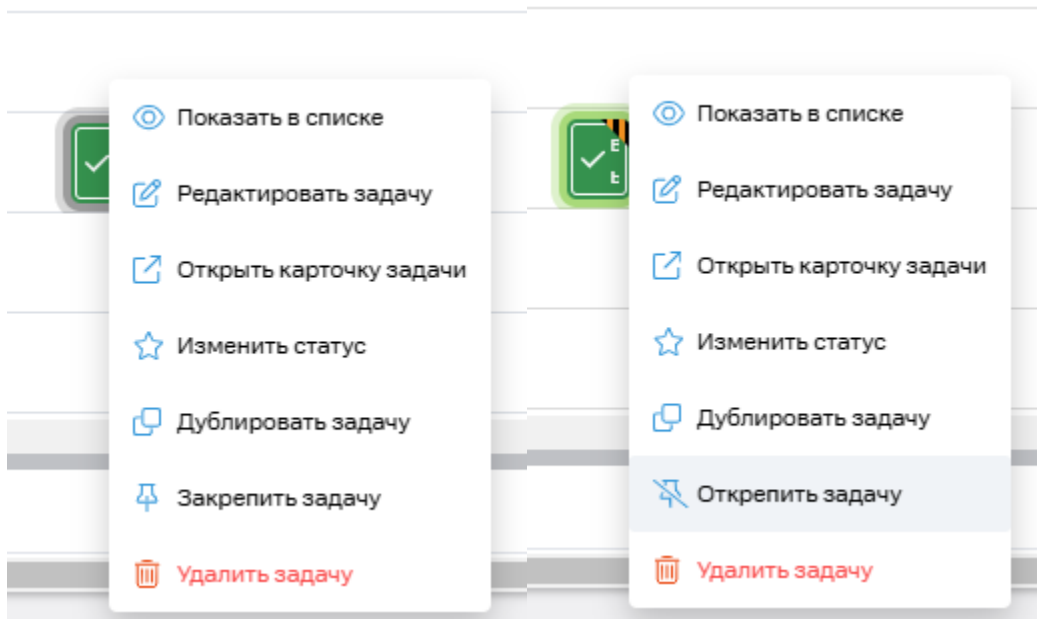 Показать в списке
Редактировать задачу
Открыть карточку задачи
Изменить статус
Дублировать задачу
Закрепить задачу
Удалить задачу
Показать в списке
Редактировать задачу
Открыть карточку задачи
Изменить статус
Дублировать задачу
Открепить задачу
Удалить задачу